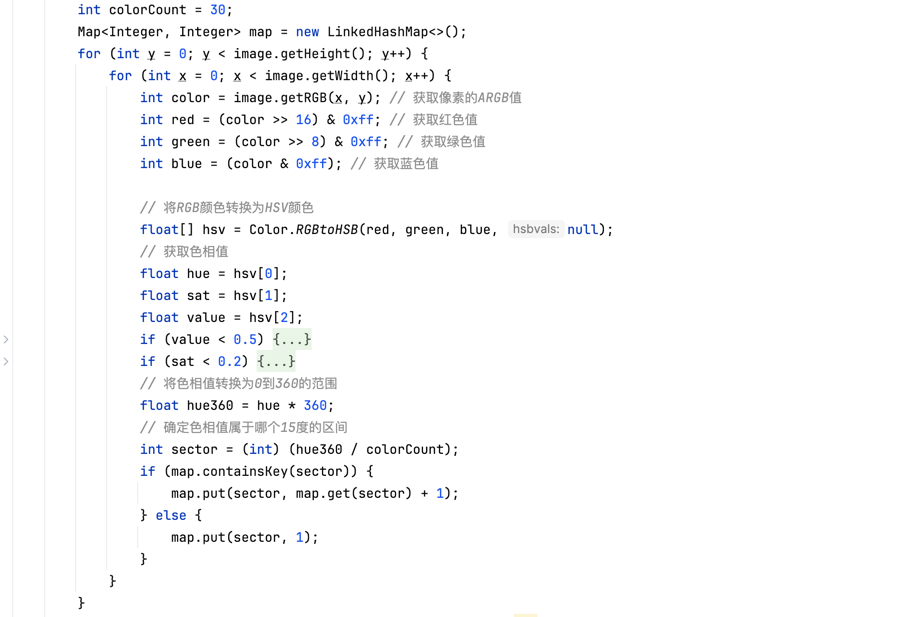 int colorCount = 30;
Map<Integer, Integer> map = new LinkedHashMap<>();
for (int y = 0; y < image.getHeight(); y++) {
for (int x = 0; x < image.getWidth(); x++) {
int color = image.getRGB(x, y); // 获取像素的ARGB值
int red = (color >> 16) & 0xff; // 获取红色值
int green = (color >> 8) & 0xff; // 获取绿色值
int blue = (color & 0xff); // 获取蓝色值
// 将RGB颜色转换为HSV颜色
float[] hsv = Color.RGBtoHSB(red, green, blue, hsbvals: null);
// 获取色相值
float hue = hsv[0];
float sat = hsv[1];
float value = hsv[2];
if (value < 0.5) {...}
if (sat < 0.2) {...}
// 将色相值转换为0到360的范围
float hue360 = hue * 360;
// 确定色相值属于哪个15度的区间
int sector = (int) (hue360 / colorCount);
if (map.containsKey(sector)) {
map.put(sector, map.get(sector) + 1);
} else {
map.put(sector, 1);
}
}
}